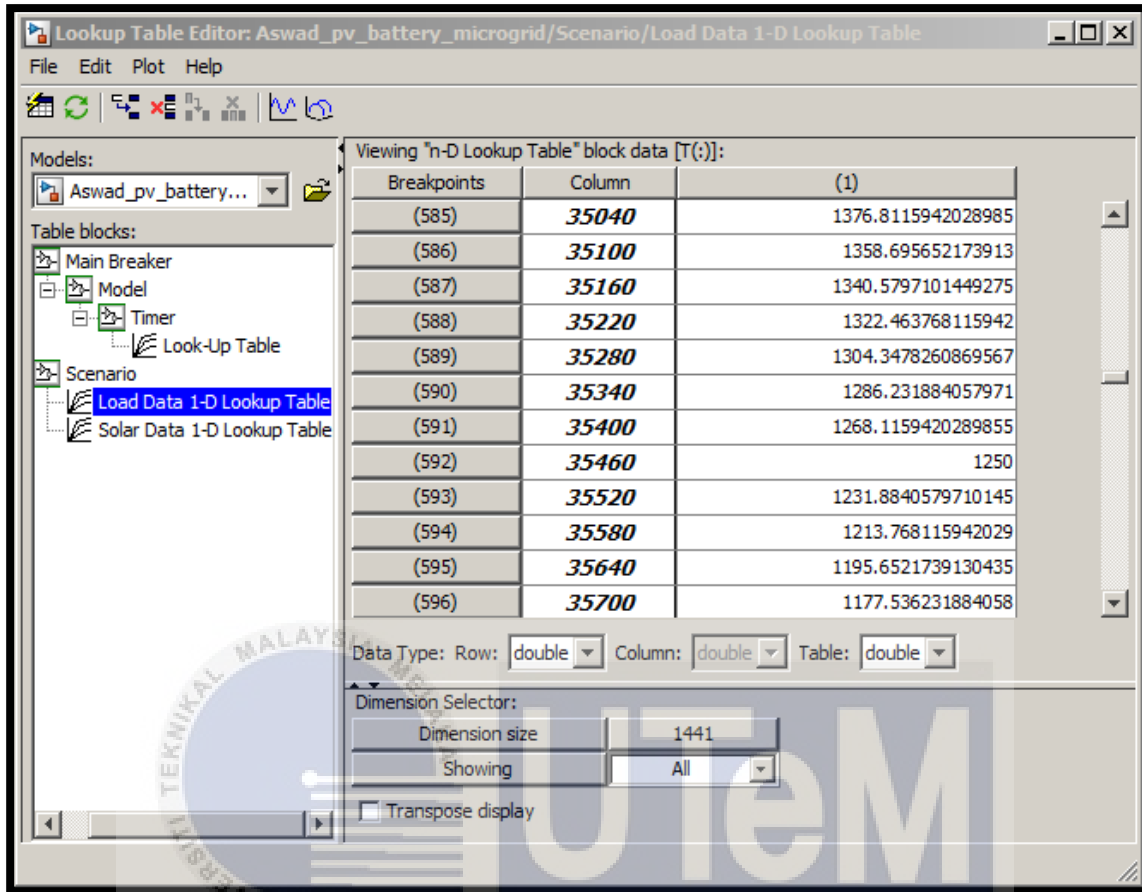 Lookup Table Editor: Aswad_pv_battery_microgrid/Scenario/Load Data 1-D Lookup Table
File Edit Plot Help
Models:
Aswad_pv_battery...
Table blocks:
Main Breaker
Model
Timer
Look-Up Table
Scenario
Load Data 1-D Lookup Table
Solar Data 1-D Lookup Table
Viewing "n-D Lookup Table" block data [T(:)]:
Breakpoints Column (1)
(585) 35040 1376.8115942028985
(586) 35100 1358.695652173913
(587) 35160 1340.5797101449275
(588) 35220 1322.463768115942
(589) 35280 1304.3478260869567
(590) 35340 1286.231884057971
(591) 35400 1268.1159420289855
(592) 35460 1250
(593) 35520 1231.8840579710145
(594) 35580 1213.768115942029
(595) 35640 1195.6521739130435
(596) 35700 1177.536231884058
Data Type: Row: double Column: double Table: double
Dimension Selector:
Dimension size 1441
Showing All
Transpose display
TEKNIKAL MALAYSIA
UTeM